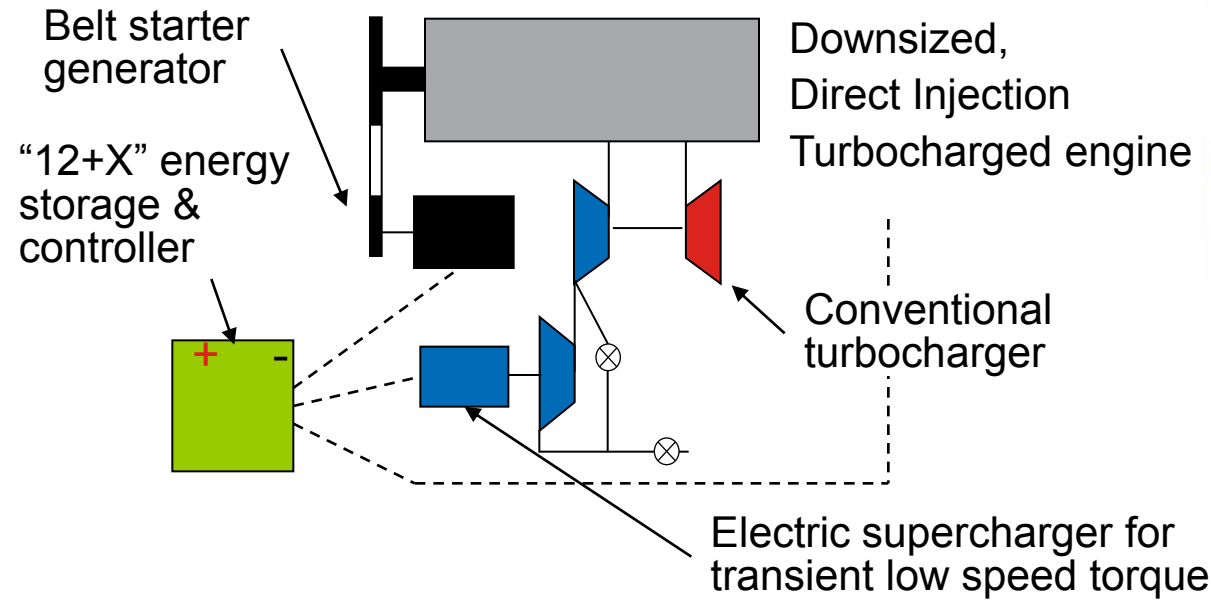 Belt starter
generator
“12+X” energy
storage &
controller
+ -
Downsized,
Direct Injection
Turbocharged engine
Conventional
turbocharger
Electric supercharger for
transient low speed torque